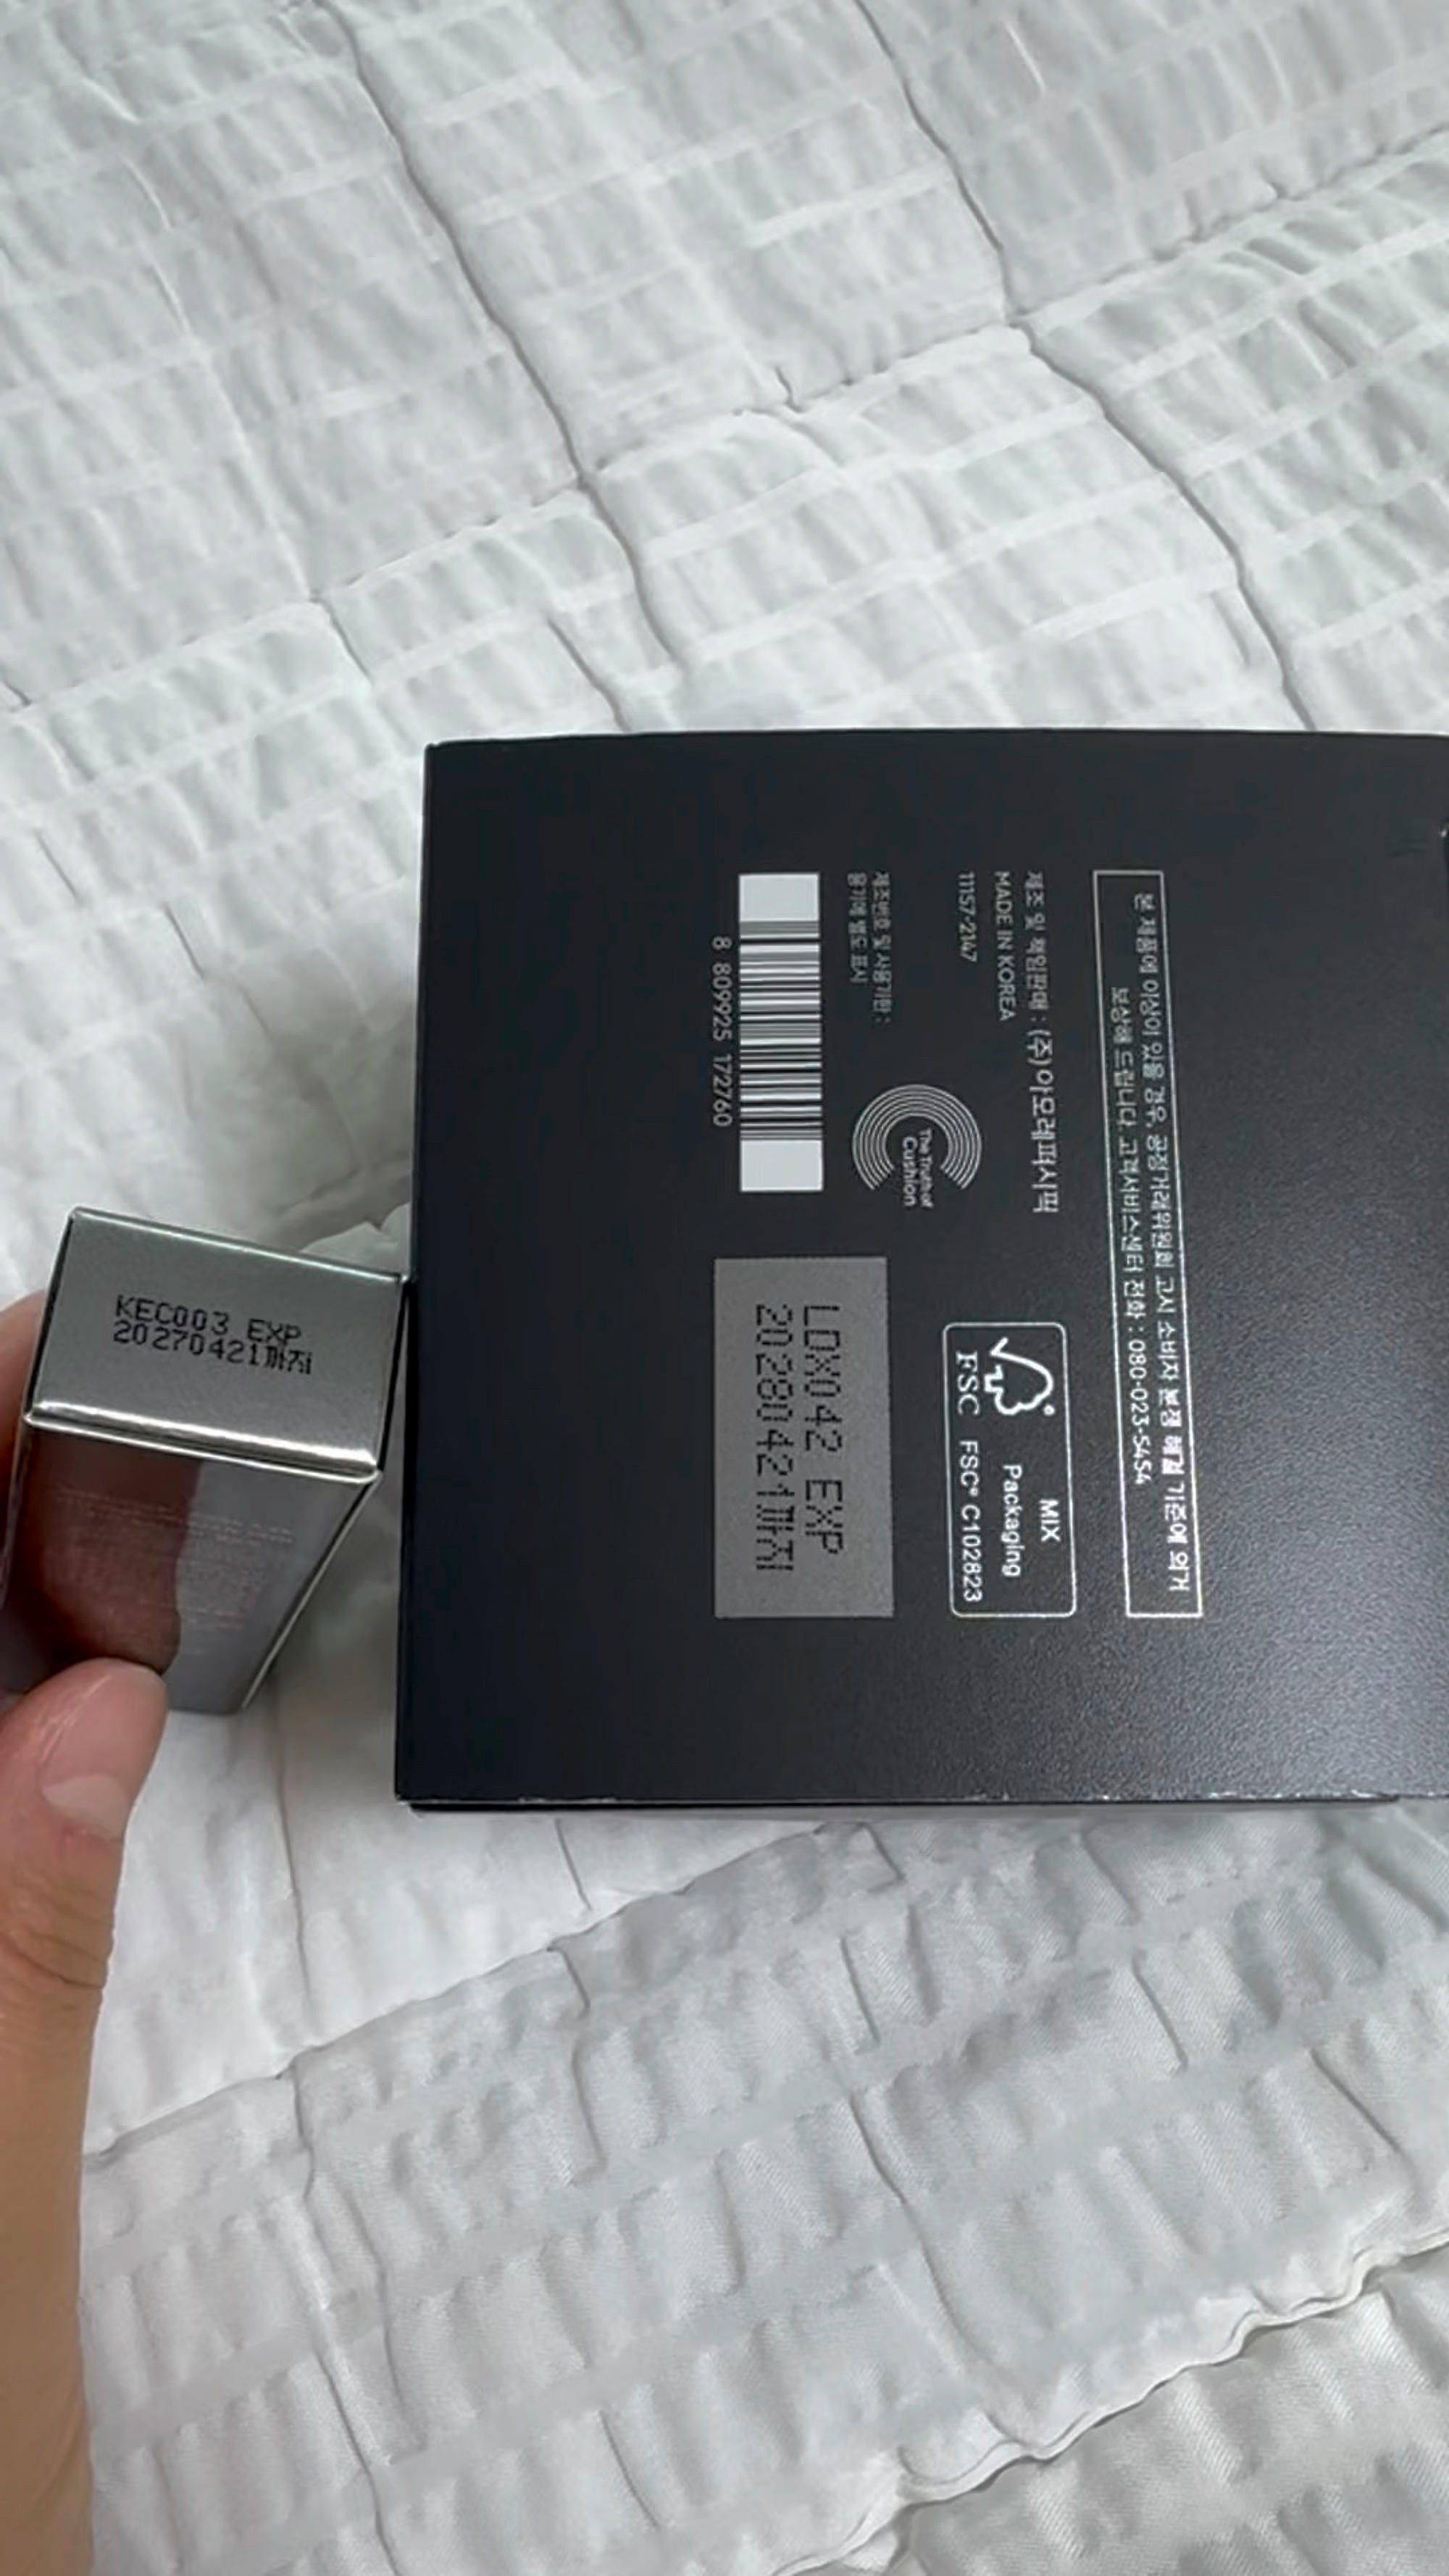 KEC003 EXP
20270421까지
본 제품에 이상이 있을 경우, 공정거래위원회 고시 소비자 분쟁 해결 기준에 의거
보상해 드립니다. 고객서비스센터 전화 : 080-023-5454
제조 및 책임판매 : (주)아모레퍼시픽
MADE IN KOREA
11157-2147
제조번호 및 사용기한 :
용기에 별도 표시
The Truth of
Cushion
8 809925 172760
MIX
Packaging
FSC
FSC® C102823
LDX042 EXP
20280421까지